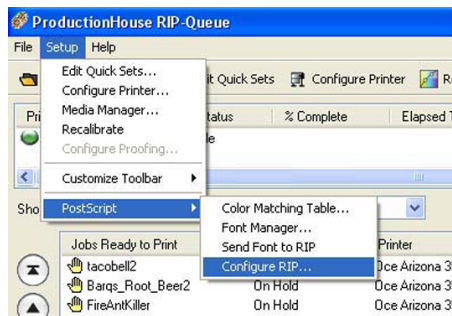 ProductionHouse RIP-Queue
File Setup Help
Edit Quick Sets...
it Quick Sets Configure Printer R
Configure Printer...
Media Manager...
Pri tatus % Complete Elapsed T
Recalibrate
le
Configure Proofing...
Customize Toolbar
Sho PostScript Color Matching Table...
Font Manager...
Jobs Ready to Print Send Font to RIP Printer
tacobell2 Configure RIP... Oce Arizona 3
Barqs_Root_Beer2 On Hold Oce Arizona 3
FireAntKiller On Hold Oce Arizona 3